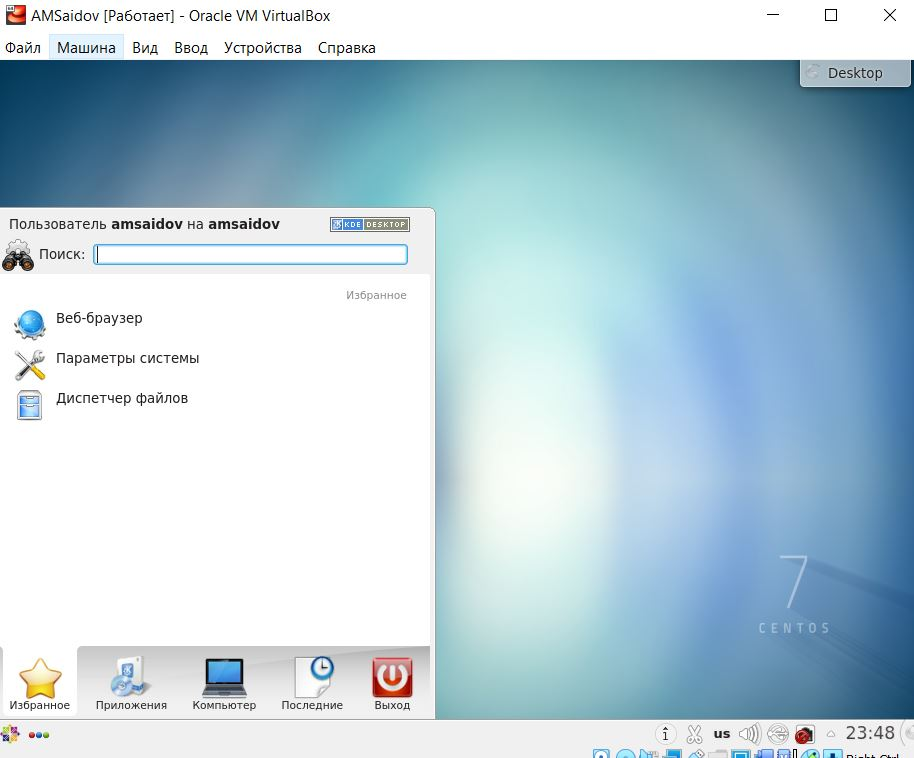 AMSaidov [Работает] - Oracle VM VirtualBox
Файл Машина Вид Ввод Устройства Справка
Desktop
Пользователь amsaidov на amsaidov KDE DESKTOP
Поиск:
Избранное
Веб-браузер
Параметры системы
Диспетчер файлов
7
CENTOS
Избранное Приложения Компьютер Последние Выход
us 23:48
Right Ctrl